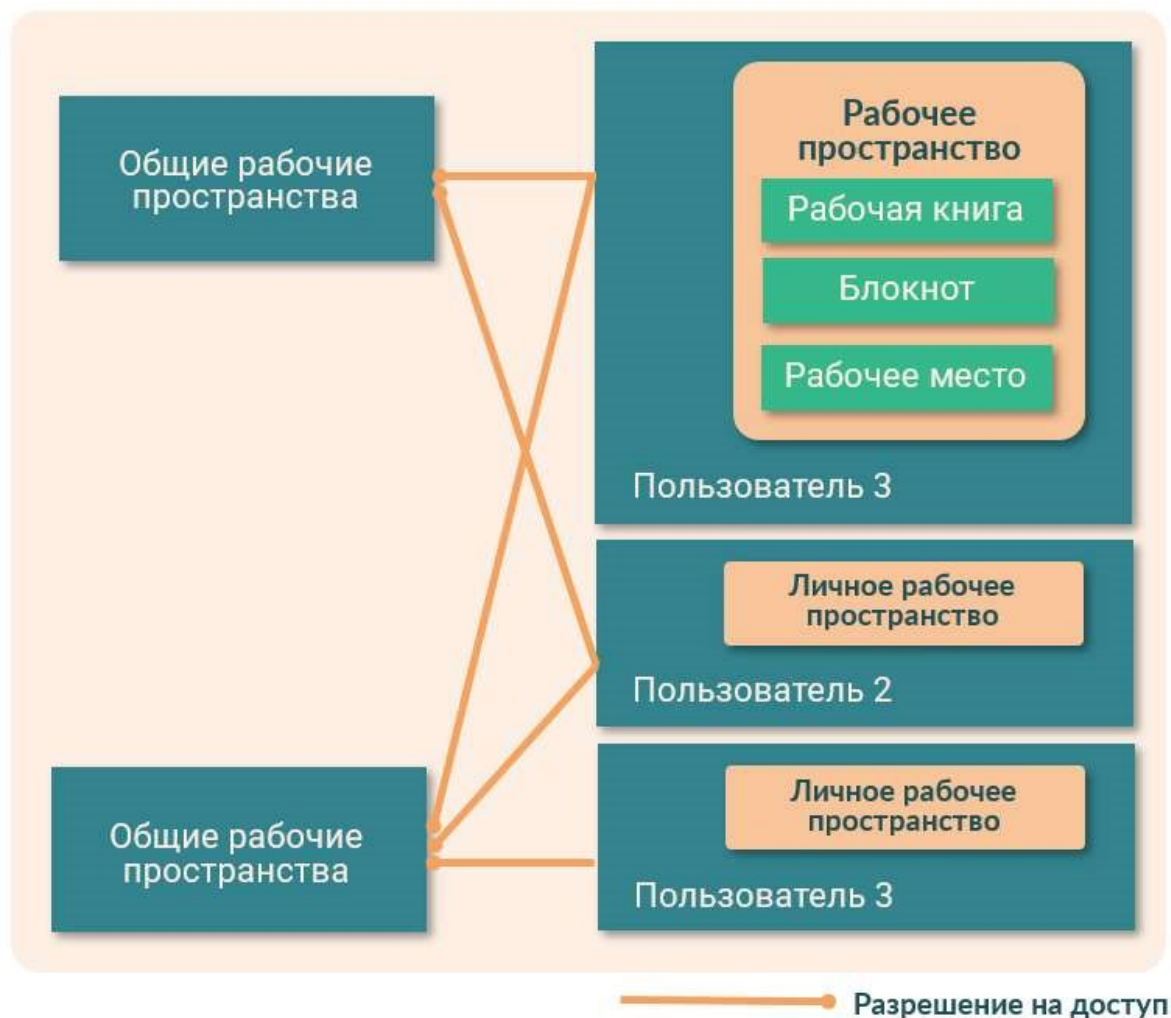 Общие рабочие
пространства
Рабочее
пространство
Рабочая книга
Блокнот
Рабочее место
Пользователь 3
Личное рабочее
пространство
Пользователь 2
Общие рабочие
пространства
Личное рабочее
пространство
Пользователь 3
Разрешение на доступ